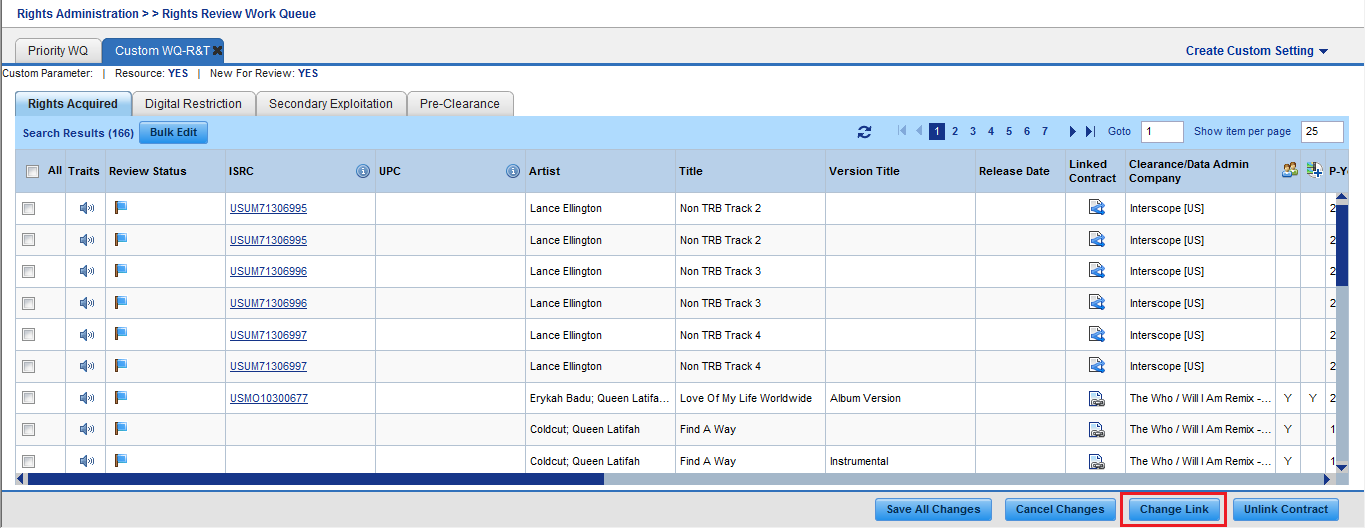 Rights Administration > > Rights Review Work Queue
Priority WQ
Custom WQ-R&T
Create Custom Setting
Custom Parameter: | Resource: YES | New For Review: YES
Rights Acquired
Digital Restriction
Secondary Exploitation
Pre-Clearance
Search Results (166)
Bulk Edit
1 2 3 4 5 6 7
Goto 1
Show item per page 25
All Traits Review Status ISRC UPC Artist Title Version Title Release Date Linked Contract Clearance/Data Admin Company P-Y
USUM71306995 Lance Ellington Non TRB Track 2 Interscope [US] 2
USUM71306995 Lance Ellington Non TRB Track 2 Interscope [US] 2
USUM71306996 Lance Ellington Non TRB Track 3 Interscope [US] 2
USUM71306996 Lance Ellington Non TRB Track 3 Interscope [US] 2
USUM71306997 Lance Ellington Non TRB Track 4 Interscope [US] 2
USUM71306997 Lance Ellington Non TRB Track 4 Interscope [US] 2
USMO10300677 Erykah Badu; Queen Latifa... Love Of My Life Worldwide Album Version The Who / Will I Am Remix -... Y Y 2
Coldcut; Queen Latifah Find A Way The Who / Will I Am Remix -... Y 1
Coldcut; Queen Latifah Find A Way Instrumental The Who / Will I Am Remix -... Y 1
Save All Changes
Cancel Changes
Change Link
Unlink Contract